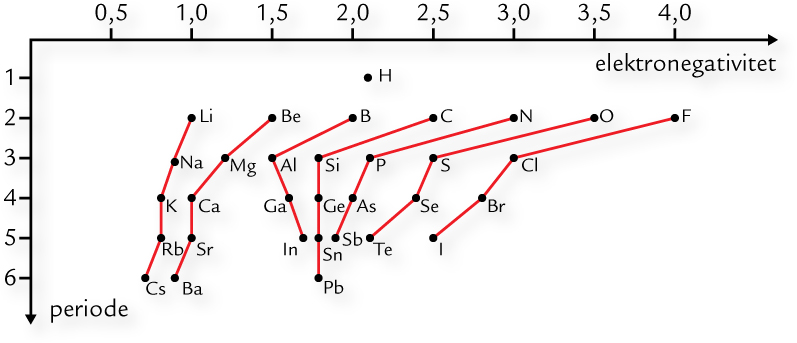 0,5 1,0 1,5 2,0 2,5 3,0 3,5 4,0
elektronegativitet
1 H
2 Li Be B C N O F
3 Na Mg Al Si P S Cl
4 K Ca Ga Ge As Se Br
5 Rb Sr In Sn Sb Te I
6 Cs Ba Pb
periode